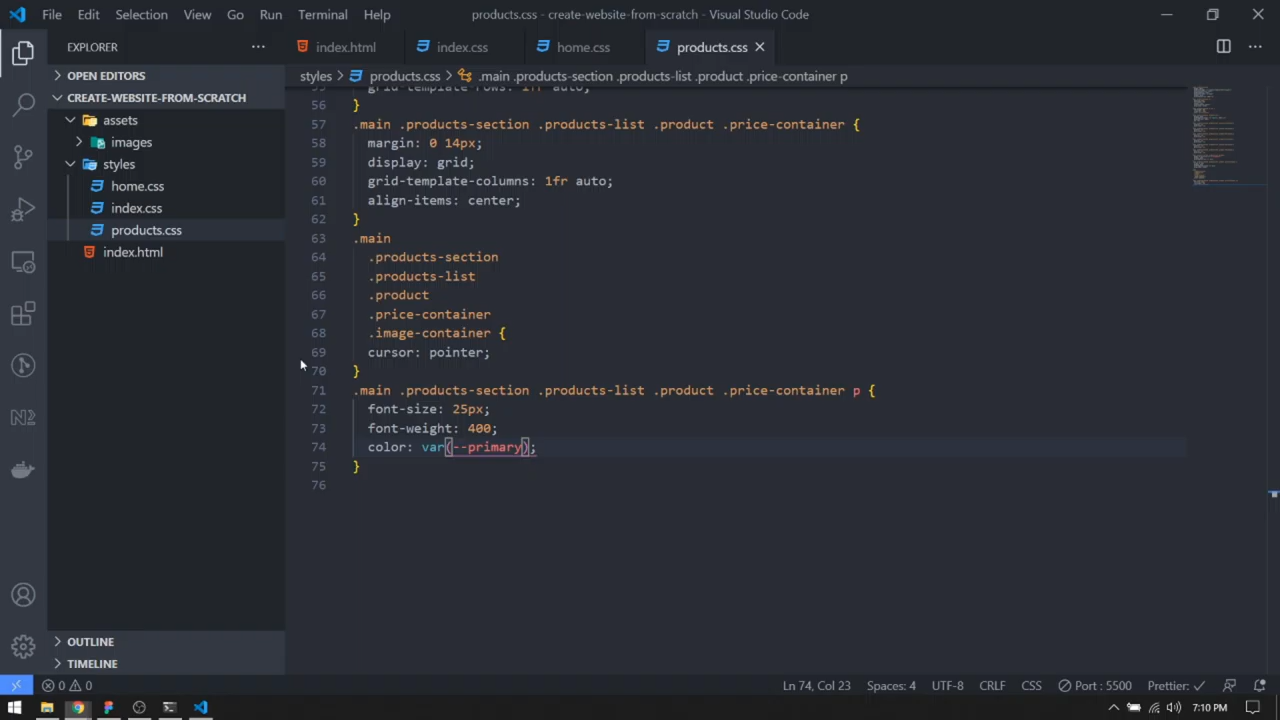 File Edit Selection View Go Run Terminal Help products.css - create-website-from-scratch - Visual Studio Code
EXPLORER
index.html index.css home.css products.css
OPEN EDITORS
styles products.css .main .products-section .products-list .product .price-container p
CREATE-WEBSITE-FROM-SCRATCH
assets
images
styles
home.css
index.css
products.css
index.html
OUTLINE
TIMELINE
55 grid-template-rows: 1fr auto;
56 }
57 .main .products-section .products-list .product .price-container {
58 margin: 0 14px;
59 display: grid;
60 grid-template-columns: 1fr auto;
61 align-items: center;
62 }
63 .main
64 .products-section
65 .products-list
66 .product
67 .price-container
68 .image-container {
69 cursor: pointer;
70 }
71 .main .products-section .products-list .product .price-container p {
72 font-size: 25px;
73 font-weight: 400;
74 color: var(--primary);
75 }
76
0 0 Ln 74, Col 23 Spaces: 4 UTF-8 CRLF CSS Port : 5500 Prettier: ✓
7:10 PM